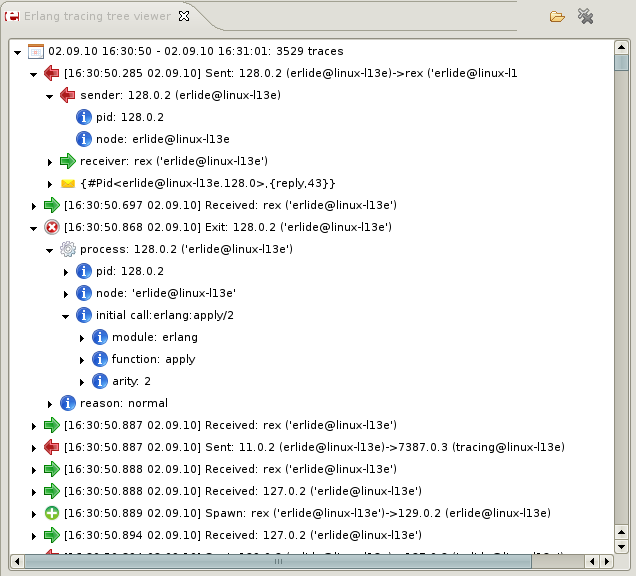 Erlang tracing tree viewer
02.09.10 16:30:50 - 02.09.10 16:31:01: 3529 traces
[16:30:50.285 02.09.10] Sent: 128.0.2 (erlide@linux-l13e)->rex ('erlide@linux-l1
sender: 128.0.2 (erlide@linux-l13e)
pid: 128.0.2
node: erlide@linux-l13e
receiver: rex ('erlide@linux-l13e')
{#Pid<erlide@linux-l13e.128.0>,{reply,43}}
[16:30:50.697 02.09.10] Received: rex ('erlide@linux-l13e')
[16:30:50.868 02.09.10] Exit: 128.0.2 ('erlide@linux-l13e')
process: 128.0.2 ('erlide@linux-l13e')
pid: 128.0.2
node: 'erlide@linux-l13e'
initial call:erlang:apply/2
module: erlang
function: apply
arity: 2
reason: normal
[16:30:50.887 02.09.10] Received: rex ('erlide@linux-l13e')
[16:30:50.887 02.09.10] Sent: 11.0.2 (erlide@linux-l13e)->7387.0.3 (tracing@linux-l13e)
[16:30:50.888 02.09.10] Received: rex ('erlide@linux-l13e')
[16:30:50.888 02.09.10] Received: 127.0.2 ('erlide@linux-l13e')
[16:30:50.889 02.09.10] Spawn: rex ('erlide@linux-l13e')->129.0.2 (erlide@linux-l13e)
[16:30:50.894 02.09.10] Received: 127.0.2 ('erlide@linux-l13e')